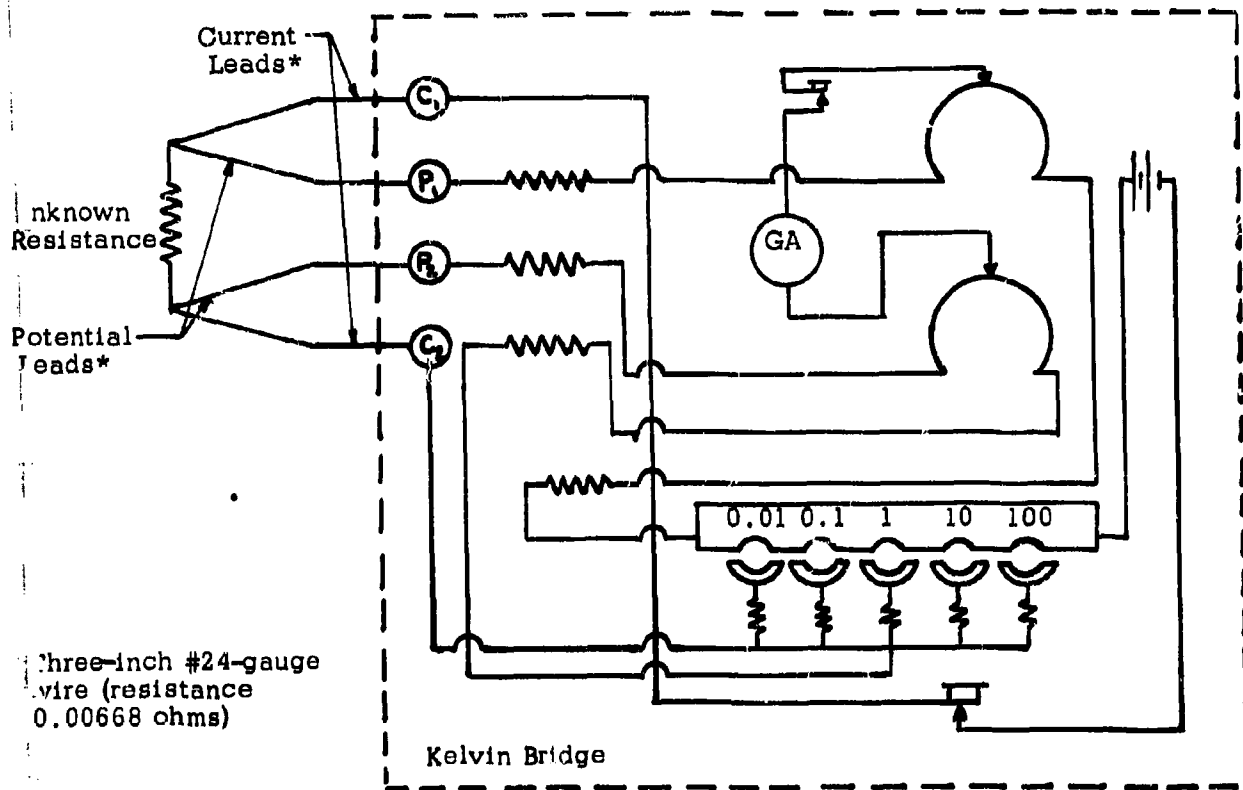 Current
Leads*
C1
P1
nknown
Resistance
GA
P2
Potential
eads*
C2
0.01 0.1 1 10 100
hree-inch #24-gauge
wire (resistance
0.00668 ohms)
Kelvin Bridge